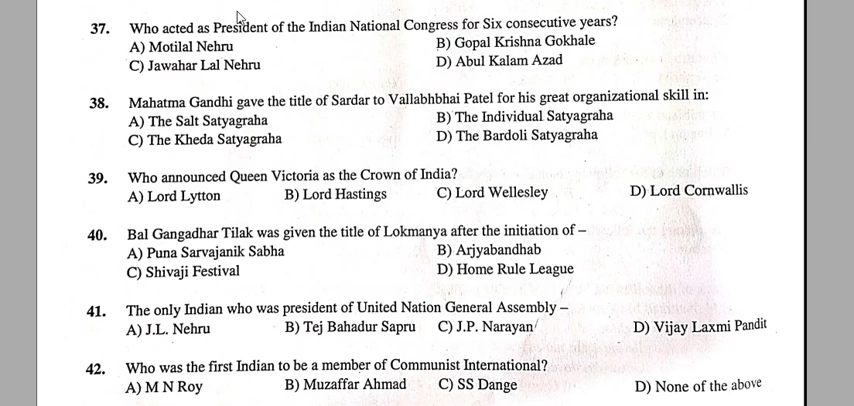 37. Who acted as President of the Indian National Congress for Six consecutive years?
A) Motilal Nehru B) Gopal Krishna Gokhale
C) Jawahar Lal Nehru D) Abul Kalam Azad
38. Mahatma Gandhi gave the title of Sardar to Vallabhbhai Patel for his great organizational skill in:
A) The Salt Satyagraha B) The Individual Satyagraha
C) The Kheda Satyagraha D) The Bardoli Satyagraha
39. Who announced Queen Victoria as the Crown of India?
A) Lord Lytton B) Lord Hastings C) Lord Wellesley D) Lord Cornwallis
40. Bal Gangadhar Tilak was given the title of Lokmanya after the initiation of –
A) Puna Sarvajanik Sabha B) Arjyabandhab
C) Shivaji Festival D) Home Rule League
41. The only Indian who was president of United Nation General Assembly –
A) J.L. Nehru B) Tej Bahadur Sapru C) J.P. Narayan D) Vijay Laxmi Pandit
42. Who was the first Indian to be a member of Communist International?
A) M N Roy B) Muzaffar Ahmad C) SS Dange D) None of the above